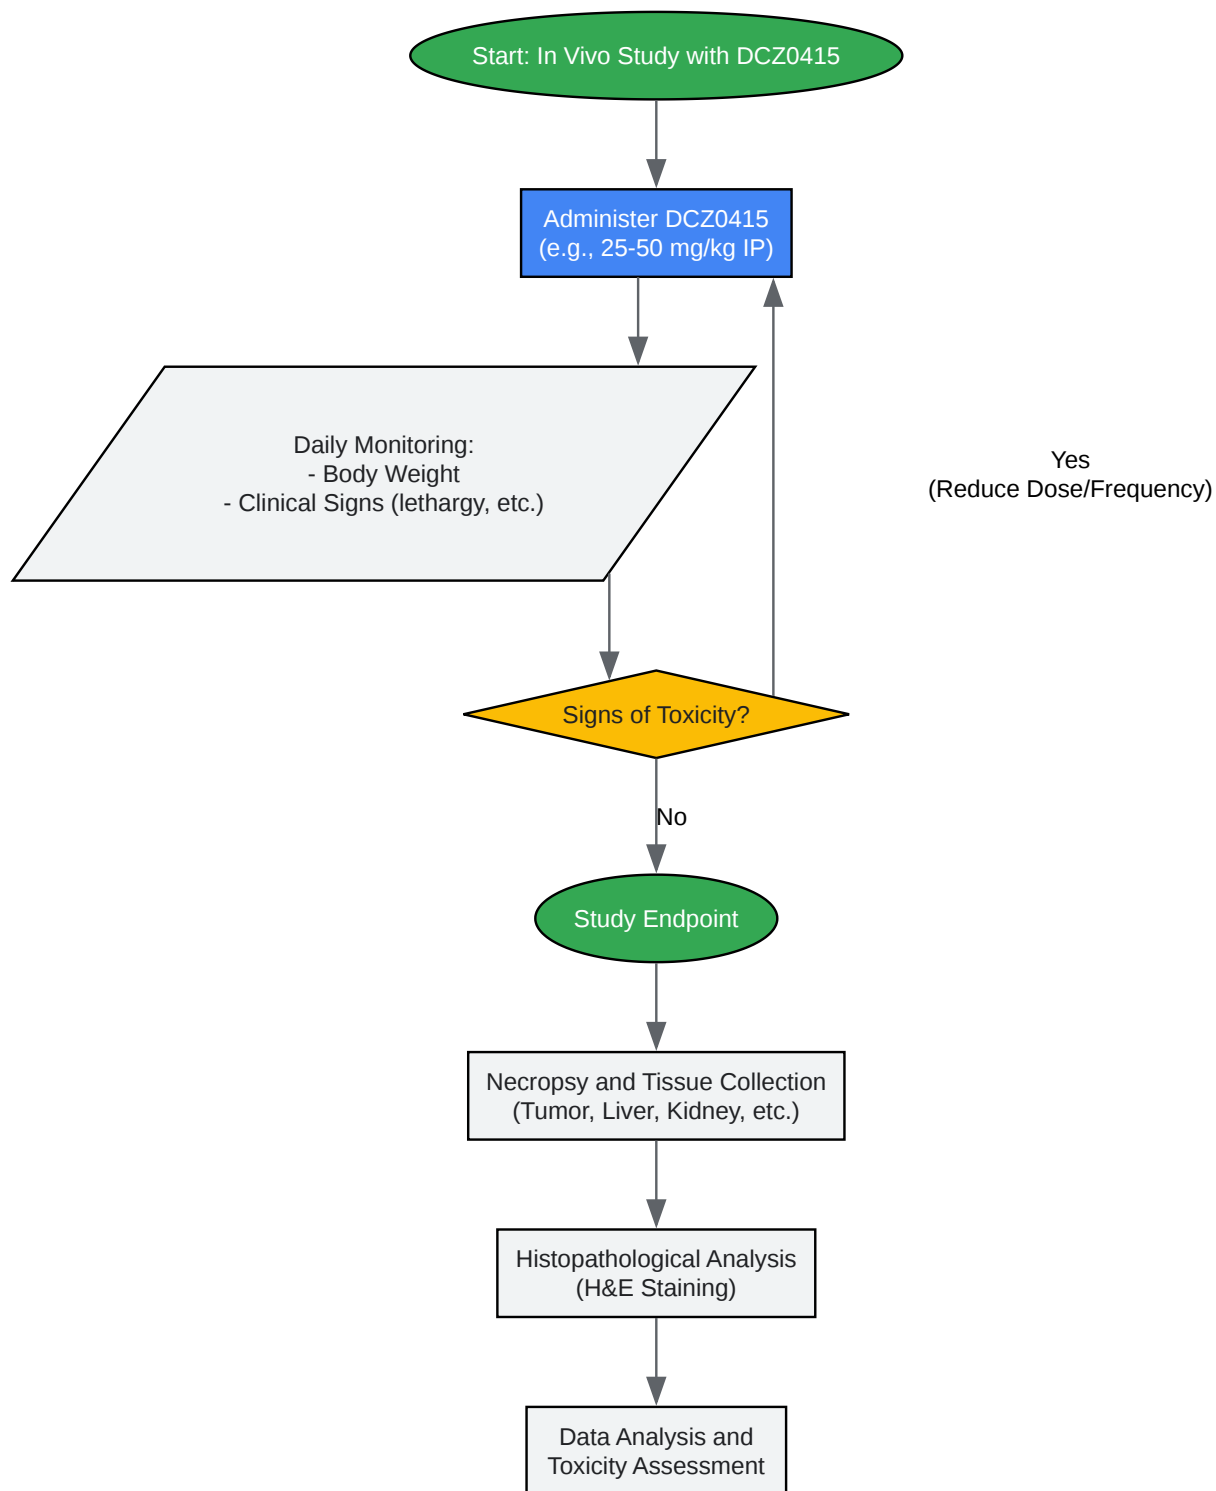 Start: In Vivo Study with DCZ0415
Administer DCZ0415
(e.g., 25-50 mg/kg IP)
Daily Monitoring:
- Body Weight
- Clinical Signs (lethargy, etc.)
Yes
(Reduce Dose/Frequency)
Signs of Toxicity?
No
Study Endpoint
Necropsy and Tissue Collection
(Tumor, Liver, Kidney, etc.)
Histopathological Analysis
(H&E Staining)
Data Analysis and
Toxicity Assessment